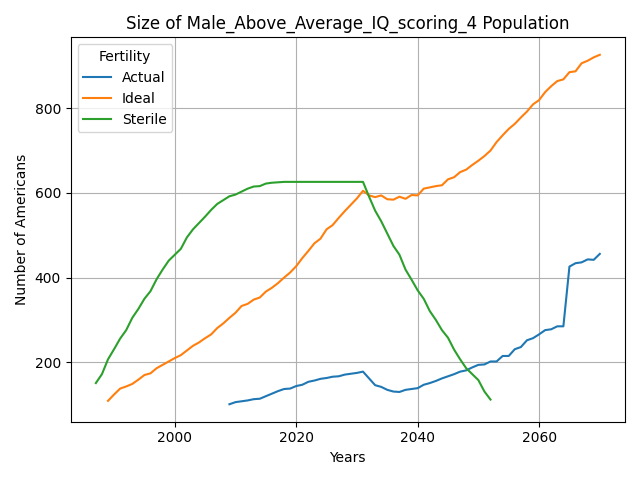 Size of Male_Above_Average_IQ_scoring_4 Population
Fertility
Actual
Ideal
Sterile
Number of Americans
800
600
400
200
2000
2020
2040
2060
Years